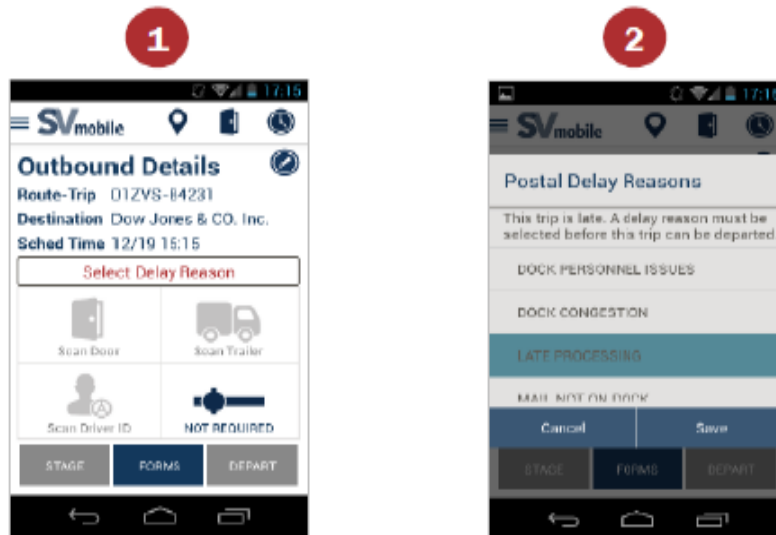 1
17:15
SVmobile
Outbound Details
Route-Trip 01ZVS-84231
Destination Dow Jones & CO. Inc.
Sched Time 12/19 15:15
Select Delay Reason
Scan Door
Scan Trailer
Scan Driver ID
NOT REQUIRED
STAGE
FORMS
DEPART
2
17:16
SVmobile
Postal Delay Reasons
This trip is late. A delay reason must be
selected before this trip can be departed.
DOCK PERSONNEL ISSUES
DOCK CONGESTION
LATE PROCESSING
MAIL NOT ON DOCK
Cancel
Save
STAGE
FORMS
DEPART